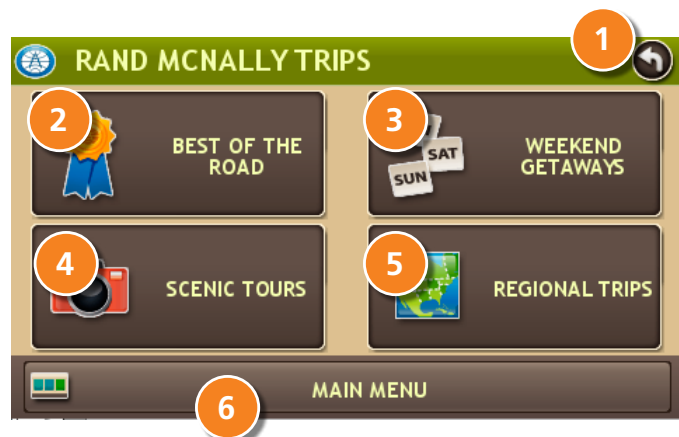 1
RAND MCNALLY TRIPS
2
BEST OF THE
ROAD
3
SAT
SUN
WEEKEND
GETAWAYS
4
SCENIC TOURS
5
REGIONAL TRIPS
6
MAIN MENU